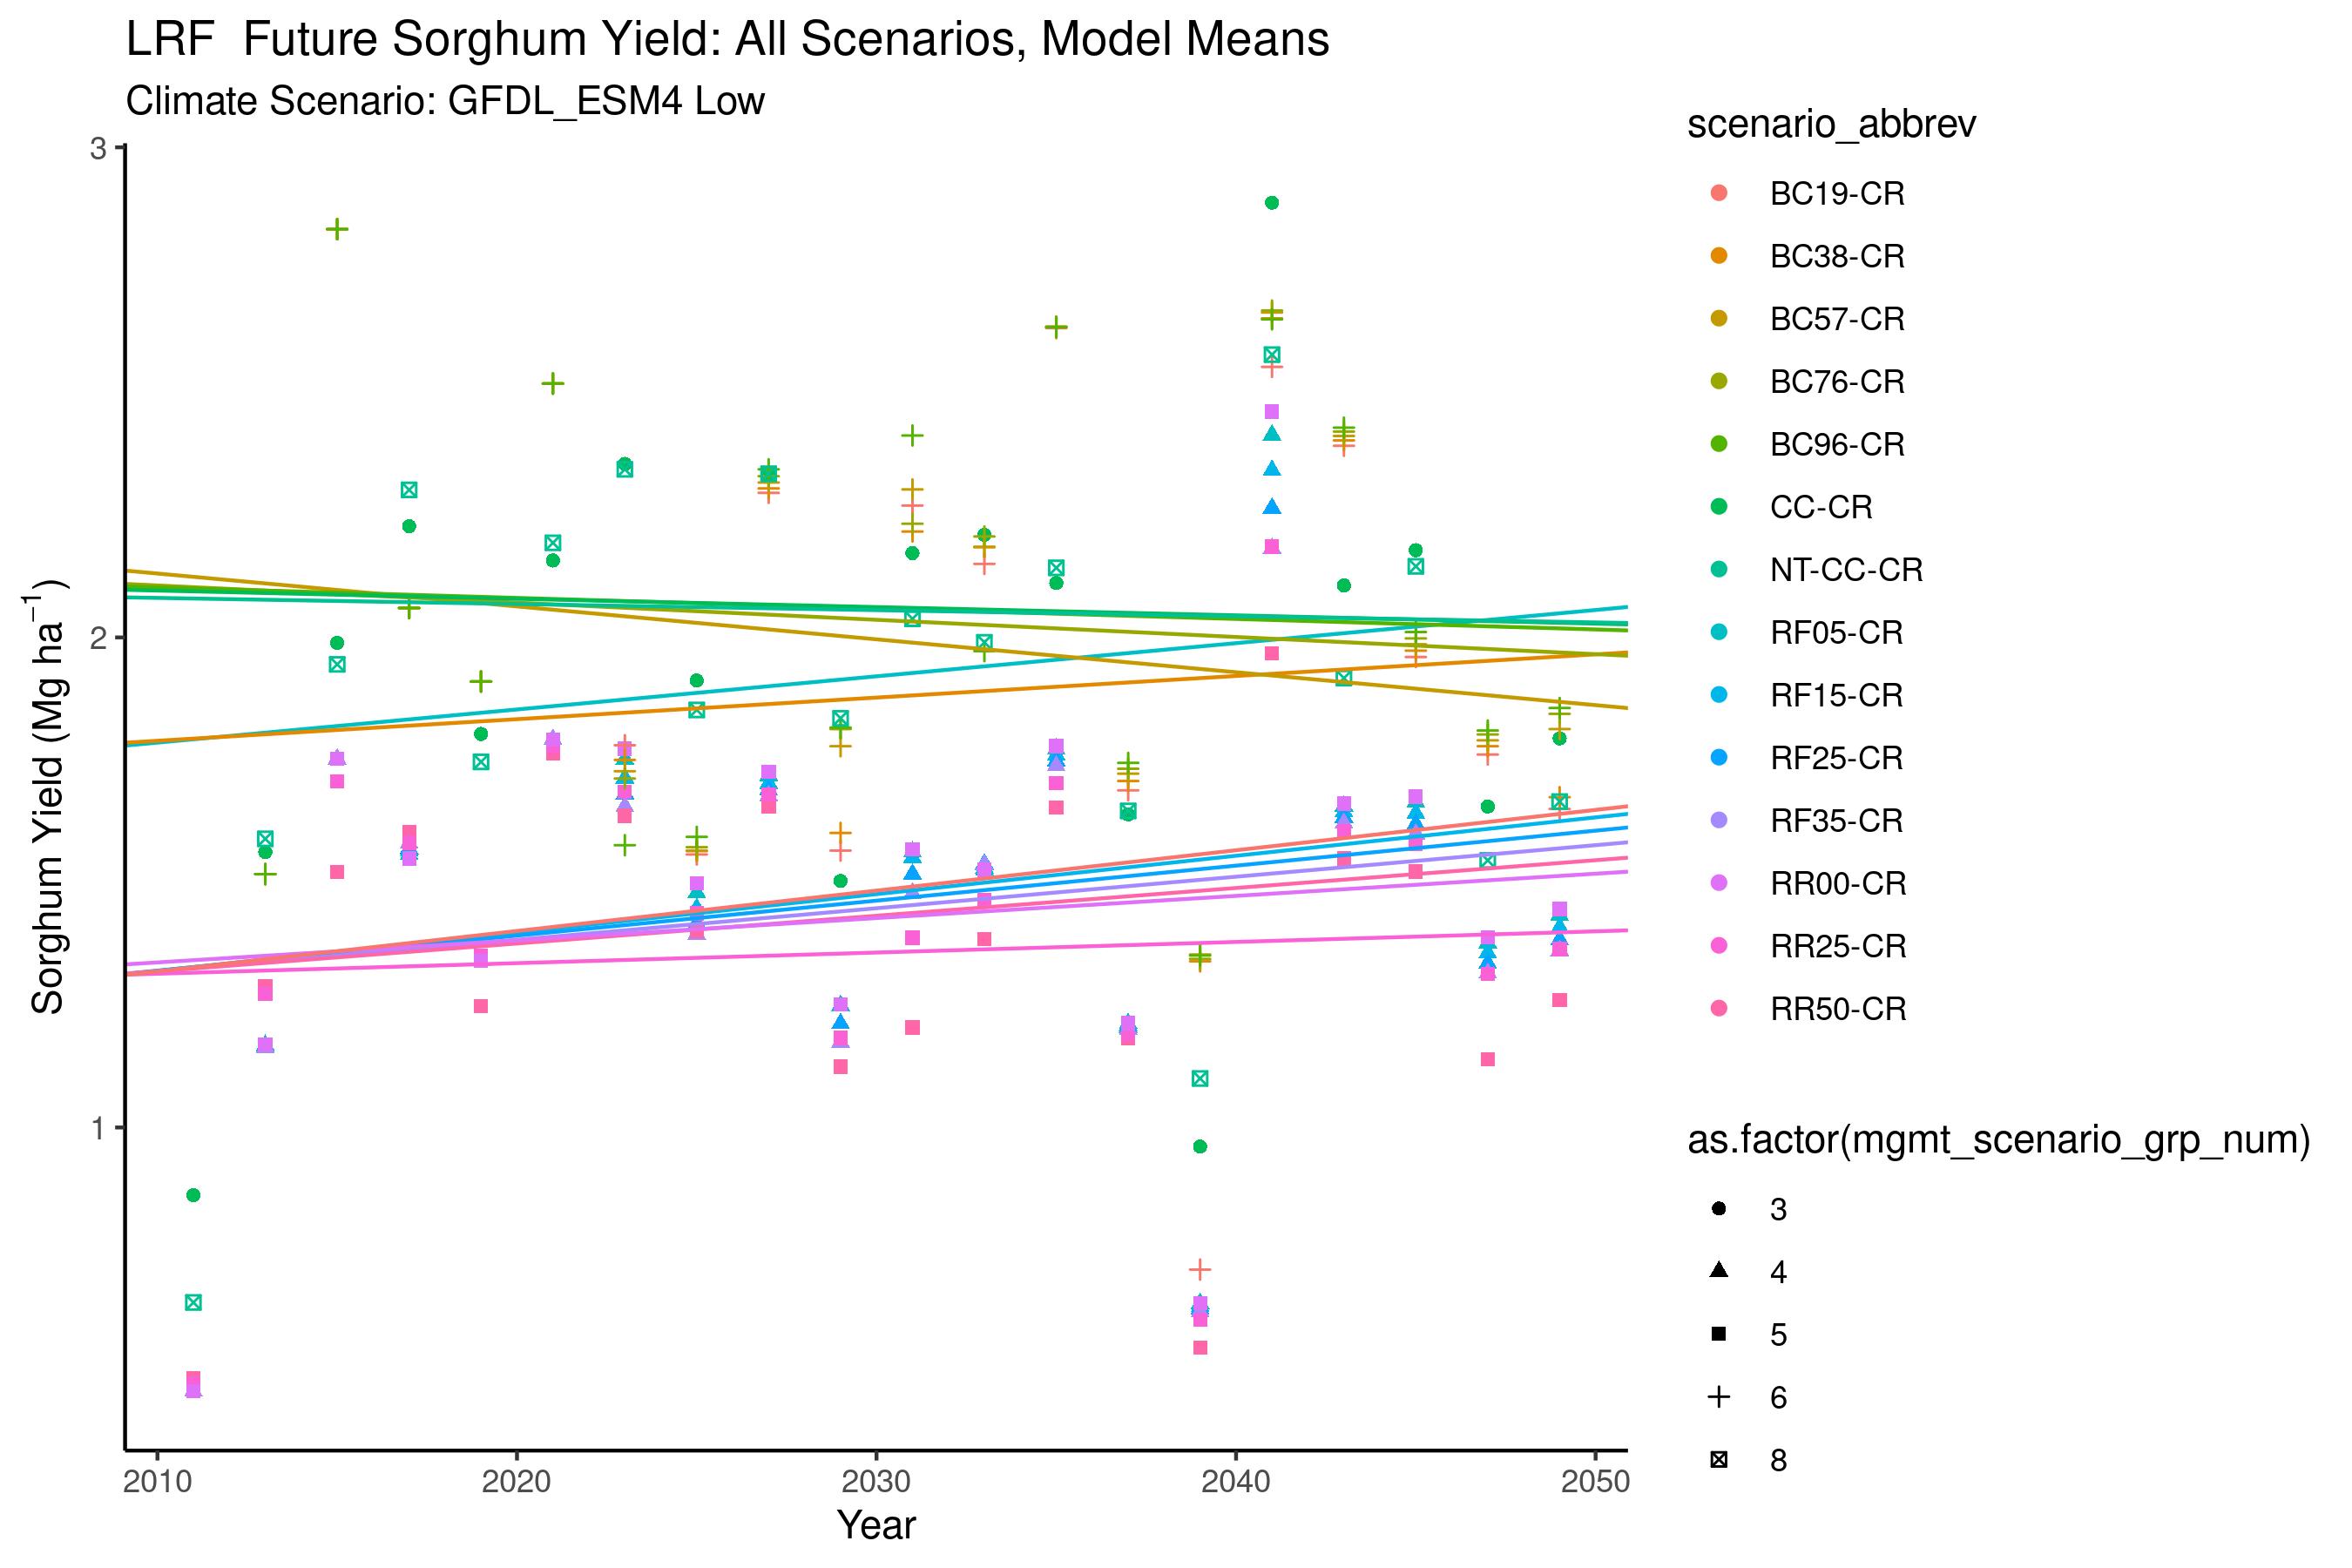 LRF  Future Sorghum Yield: All Scenarios, Model Means
Climate Scenario: GFDL_ESM4 Low
3
2
1
Sorghum Yield (Mg ha⁻¹)
2010
2020
2030
2040
2050
Year
scenario_abbrev
BC19-CR
BC38-CR
BC57-CR
BC76-CR
BC96-CR
CC-CR
NT-CC-CR
RF05-CR
RF15-CR
RF25-CR
RF35-CR
RR00-CR
RR25-CR
RR50-CR
as.factor(mgmt_scenario_grp_num)
3
4
5
6
8